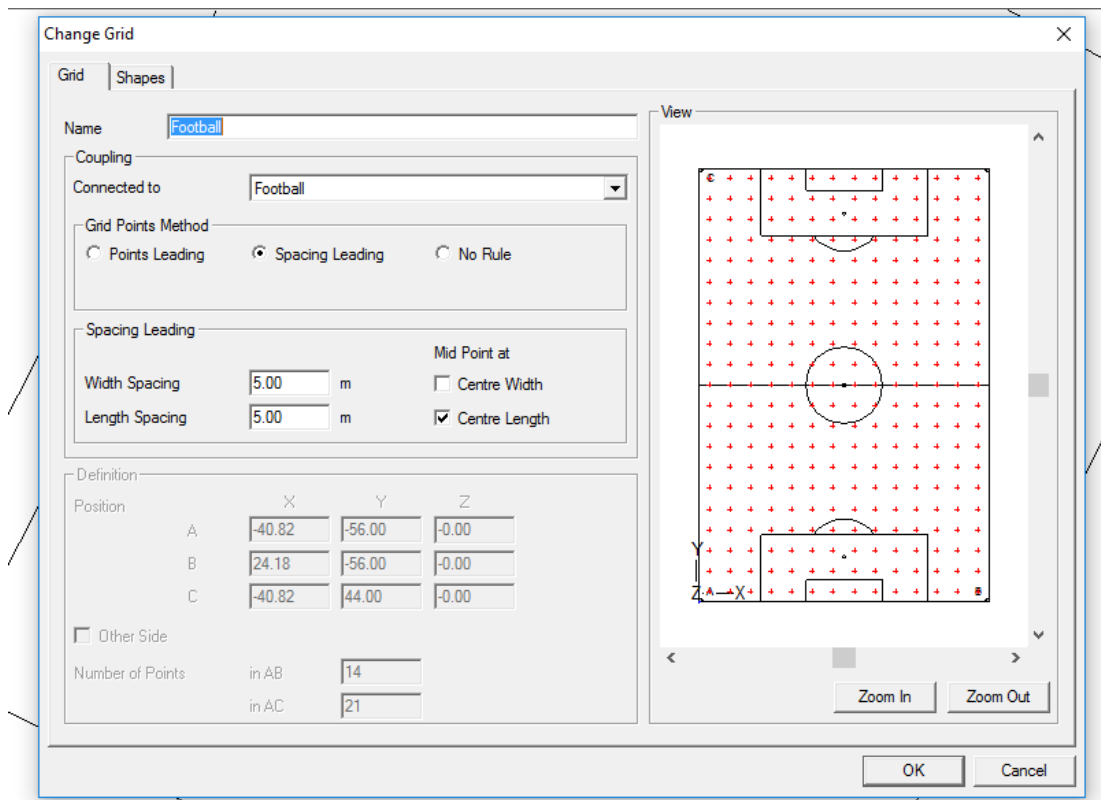 Change Grid
Grid
Shapes
Name
Football
Coupling
Connected to
Football
Grid Points Method
Points Leading
Spacing Leading
No Rule
Spacing Leading
Mid Point at
Width Spacing
5.00
m
Centre Width
Length Spacing
5.00
m
Centre Length
Definition
Position
X
Y
Z
A
-40.82
-56.00
-0.00
B
24.18
-56.00
-0.00
C
-40.82
44.00
-0.00
Other Side
Number of Points
in AB
14
in AC
21
View
C
Y
Z
A
X
B
Zoom In
Zoom Out
OK
Cancel